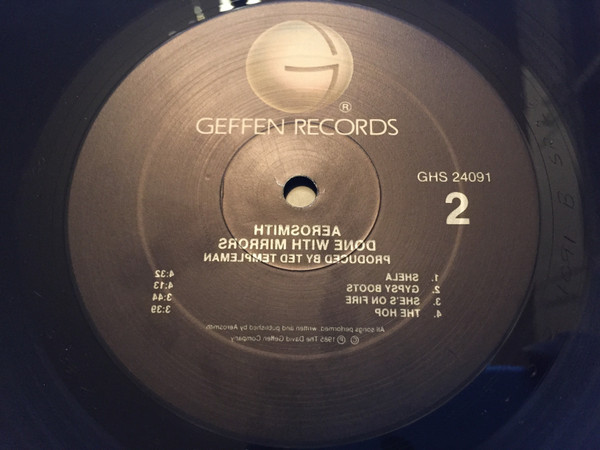 ®
GEFFEN RECORDS
GHS 24091
2
AEROSMITH
DONE WITH MIRRORS
PRODUCED BY TED TEMPLEMAN
1. SHELA 4:32
2. GYPSY BOOTS 4:13
3. SHE'S ON FIRE 3:44
4. THE HOP 3:39
All songs performed, written and published by Aerosmith
© ℗ 1985 The David Geffen Company